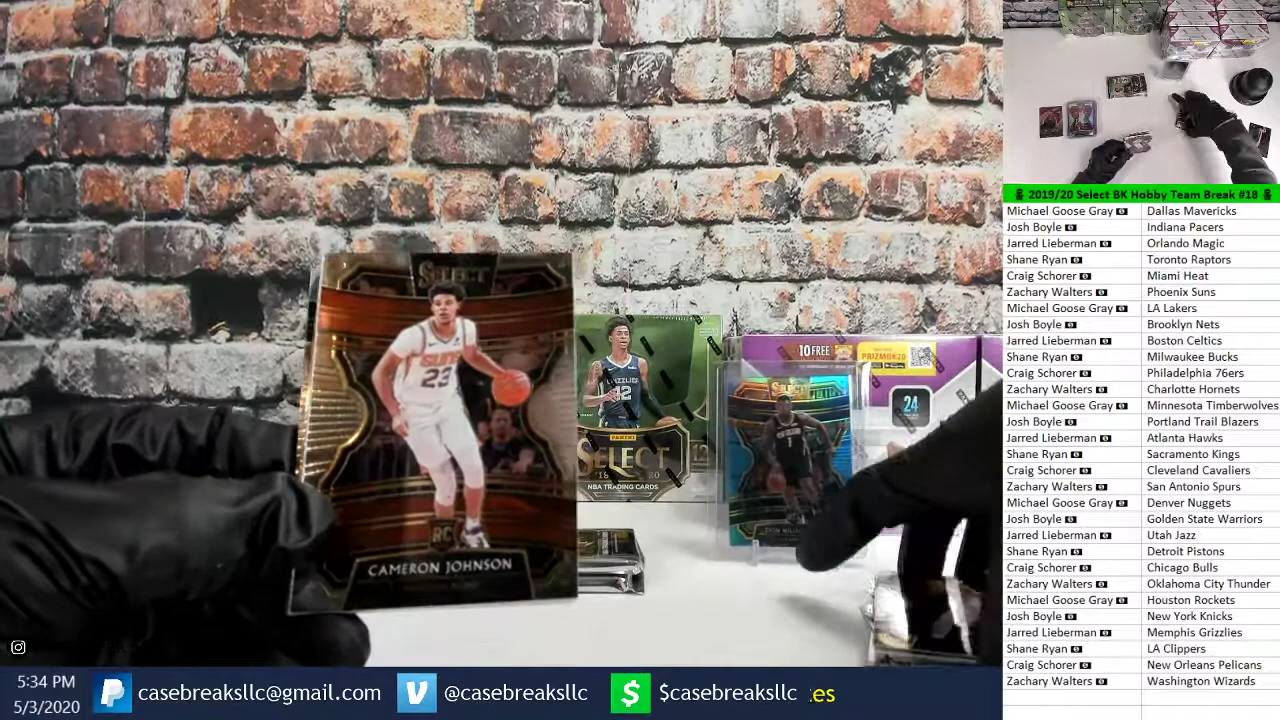 SELECT
SUNS
23
RC
CAMERON JOHNSON
GRIZZLIES
12
PANINI
SELECT
NBA TRADING CARDS
10 FREE
PRIZMBK20
24
2019/20 Select BK Hobby Team Break #18
Michael Goose Gray Dallas Mavericks
Josh Boyle Indiana Pacers
Jarred Lieberman Orlando Magic
Shane Ryan Toronto Raptors
Craig Schorer Miami Heat
Zachary Walters Phoenix Suns
Michael Goose Gray LA Lakers
Josh Boyle Brooklyn Nets
Jarred Lieberman Boston Celtics
Shane Ryan Milwaukee Bucks
Craig Schorer Philadelphia 76ers
Zachary Walters Charlotte Hornets
Michael Goose Gray Minnesota Timberwolves
Josh Boyle Portland Trail Blazers
Jarred Lieberman Atlanta Hawks
Shane Ryan Sacramento Kings
Craig Schorer Cleveland Cavaliers
Zachary Walters San Antonio Spurs
Michael Goose Gray Denver Nuggets
Josh Boyle Golden State Warriors
Jarred Lieberman Utah Jazz
Shane Ryan Detroit Pistons
Craig Schorer Chicago Bulls
Zachary Walters Oklahoma City Thunder
Michael Goose Gray Houston Rockets
Josh Boyle New York Knicks
Jarred Lieberman Memphis Grizzlies
Shane Ryan LA Clippers
Craig Schorer New Orleans Pelicans
Zachary Walters Washington Wizards
5:34 PM
5/3/2020
casebreaksllc@gmail.com @casebreaksllc $casebreaksllc :es